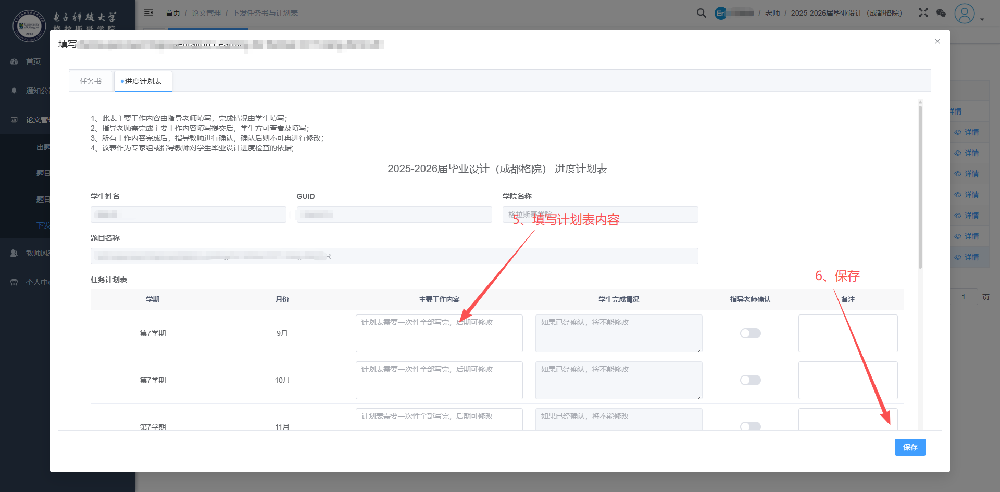 电子科技大学
格拉斯哥学院
首页 / 论文管理 / 下发任务书与计划表
En / 老师 / 2025-2026届毕业设计（成都格院）
填写
首页
通知公告
论文管理
出题
题目
题目
下发
教师风采
个人中心
任务书
进度计划表
1、此表主要工作内容由指导老师填写，完成情况由学生填写；
2、指导老师需完成主要工作内容填写提交后，学生方可查看及填写；
3、所有工作内容完成后，指导教师进行确认，确认后则不可再进行修改；
4、该表作为专家组或指导教师对学生毕业设计进度检查的依据;
2025-2026届毕业设计（成都格院） 进度计划表
学生姓名 GUID 学院名称
格拉斯哥学院
5、填写计划表内容
题目名称
R
6、保存
任务计划表
学期 月份 主要工作内容 学生完成情况 指导老师确认 备注
第7学期 9月 计划表需要一次性全部写完，后期可修改 如果已经确认，将不能修改
第7学期 10月 计划表需要一次性全部写完，后期可修改 如果已经确认，将不能修改
第7学期 11月 计划表需要一次性全部写完，后期可修改 如果已经确认，将不能修改
保存
详情
详情
详情
详情
详情
详情
详情
详情
1 页